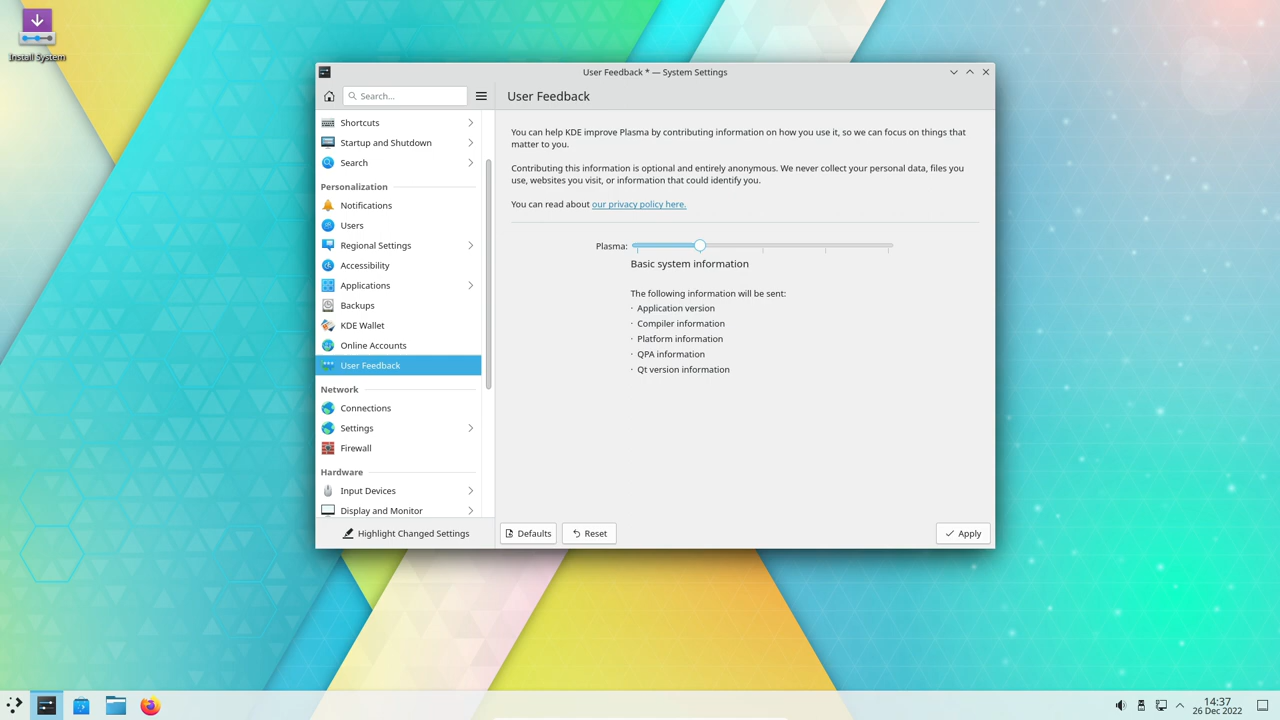 Install System
User Feedback * — System Settings
Search...
User Feedback
Shortcuts
Startup and Shutdown
Search
Personalization
Notifications
Users
Regional Settings
Accessibility
Applications
Backups
KDE Wallet
Online Accounts
User Feedback
Network
Connections
Settings
Firewall
Hardware
Input Devices
Display and Monitor
Highlight Changed Settings
You can help KDE improve Plasma by contributing information on how you use it, so we can focus on things that
matter to you.
Contributing this information is optional and entirely anonymous. We never collect your personal data, files you
use, websites you visit, or information that could identify you.
You can read about our privacy policy here.
Plasma:
Basic system information
The following information will be sent:
· Application version
· Compiler information
· Platform information
· QPA information
· Qt version information
Defaults
Reset
Apply
14:37
26 Dec 2022